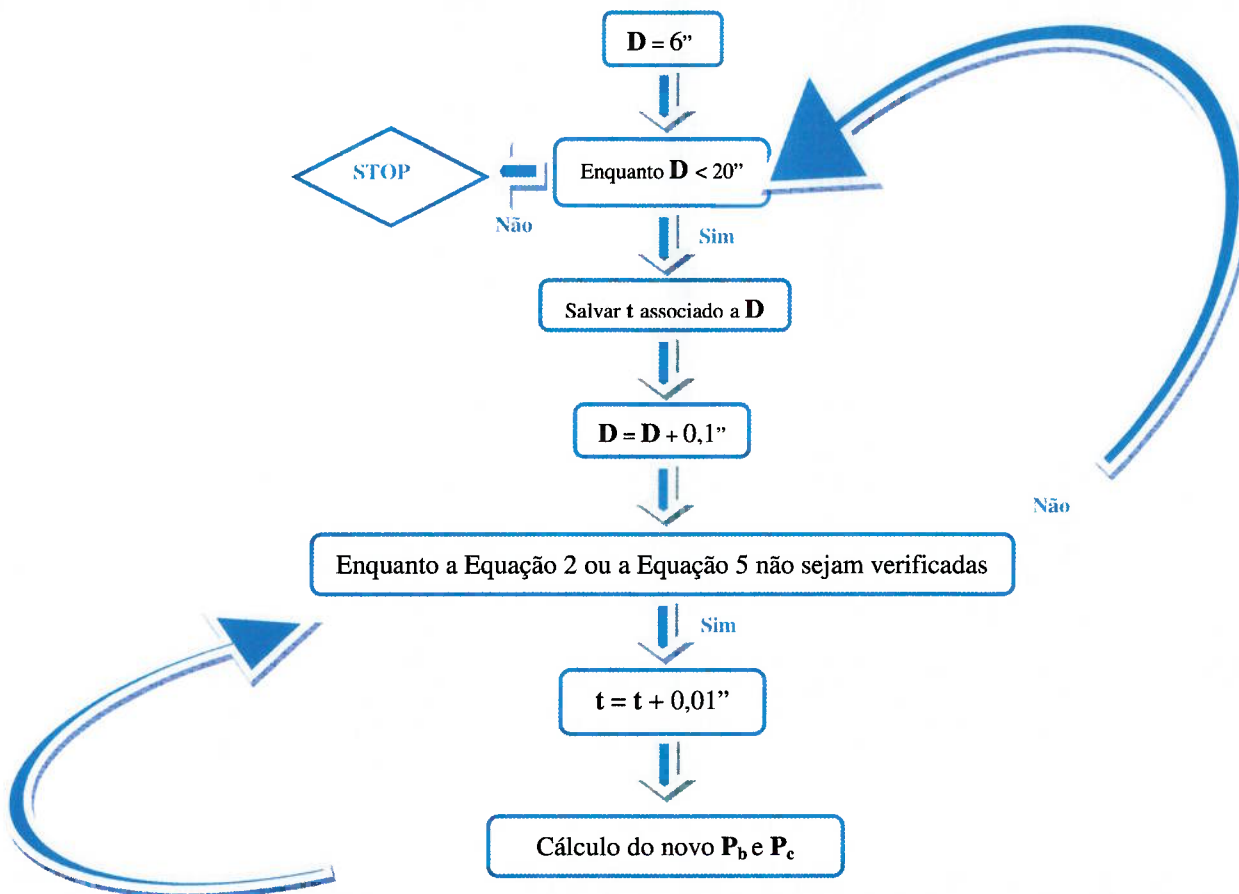 D = 6”
STOP
Enquanto D < 20”
Não
Sim
Salvar t associado a D
D = D + 0,1”
Não
Enquanto a Equação 2 ou a Equação 5 não sejam verificadas
Sim
t = t + 0,01”
Cálculo do novo Pb e Pc